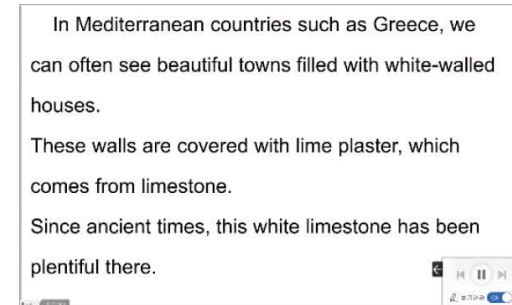 In Mediterranean countries such as Greece, we
can often see beautiful towns filled with white-walled
houses.
These walls are covered with lime plaster, which
comes from limestone.
Since ancient times, this white limestone has been
plentiful there.